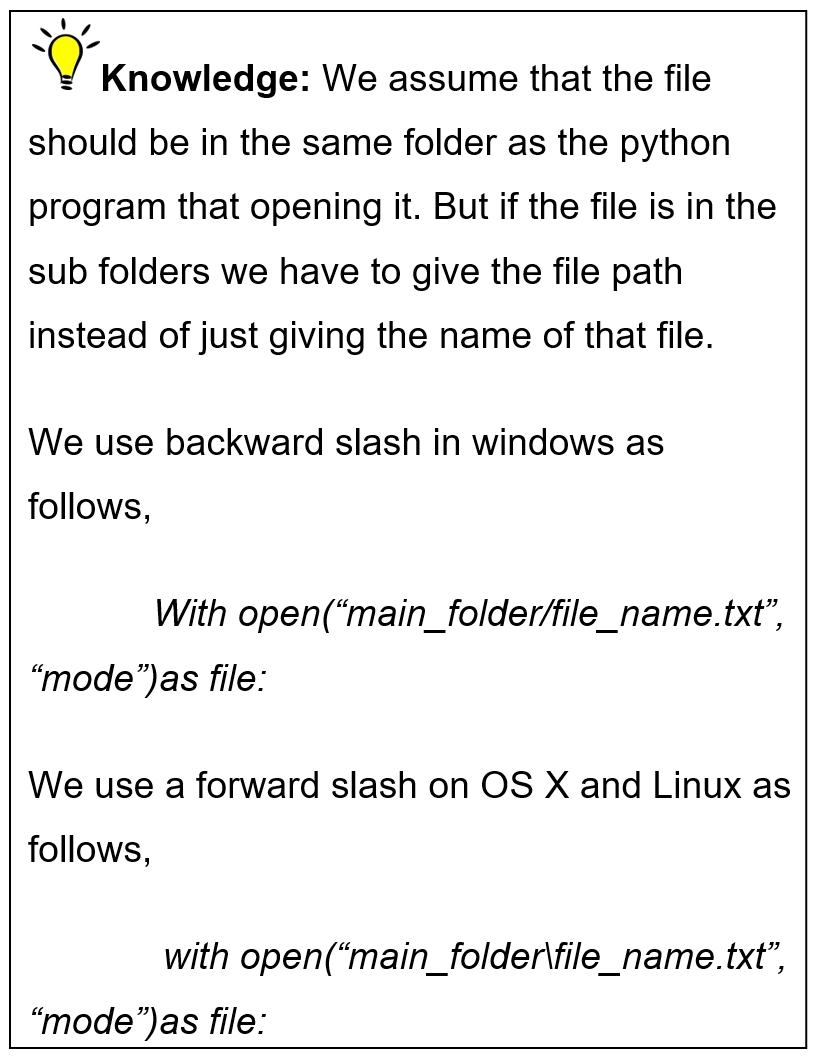 Knowledge: We assume that the file
should be in the same folder as the python
program that opening it. But if the file is in the
sub folders we have to give the file path
instead of just giving the name of that file.
We use backward slash in windows as
follows,
With open(“main_folder/file_name.txt”,
“mode”)as file:
We use a forward slash on OS X and Linux as
follows,
with open(“main_folder\file_name.txt”,
“mode”)as file: